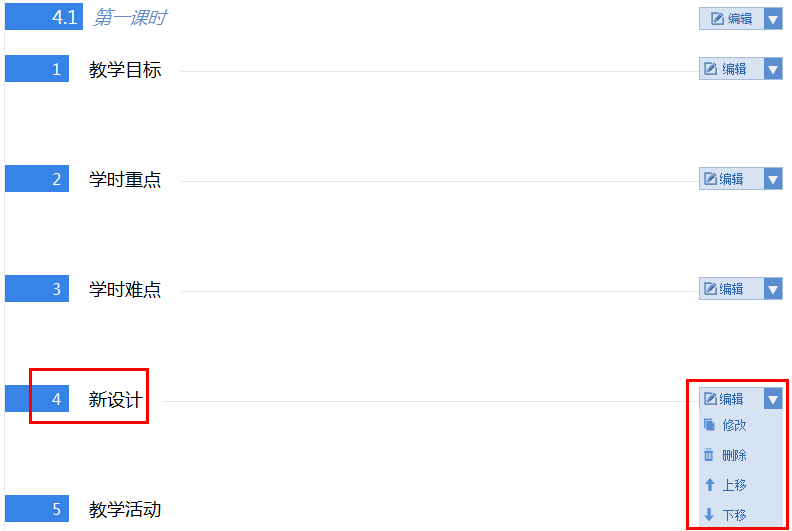 4.1 第一课时 编辑
1 教学目标 编辑
2 学时重点 编辑
3 学时难点 编辑
4 新设计 编辑
修改
删除
上移
5 教学活动 下移